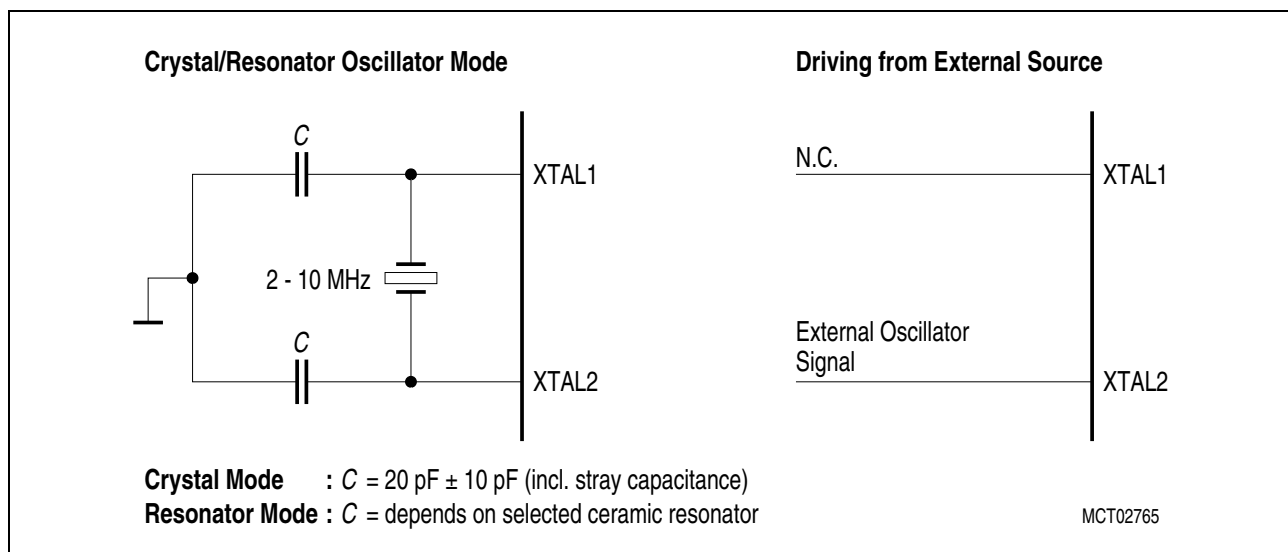 Crystal/Resonator Oscillator Mode
C
XTAL1
2 - 10 MHz
C
XTAL2
Driving from External Source
N.C.
XTAL1
External Oscillator
Signal
XTAL2
Crystal Mode : C = 20 pF ± 10 pF (incl. stray capacitance)
Resonator Mode : C = depends on selected ceramic resonator
MCT02765